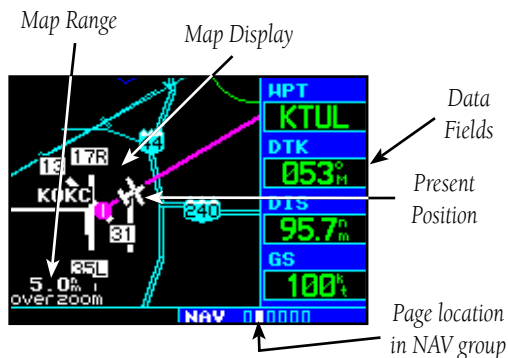 Map Range
Map Display
WPT
KTUL
DTK
053°M
DIS
95.7nm
GS
100kt
Data
Fields
Present
Position
44
13
17R
KOKC
1
31
240
35L
5.0nm
overzoom
NAV
Page location
in NAV group